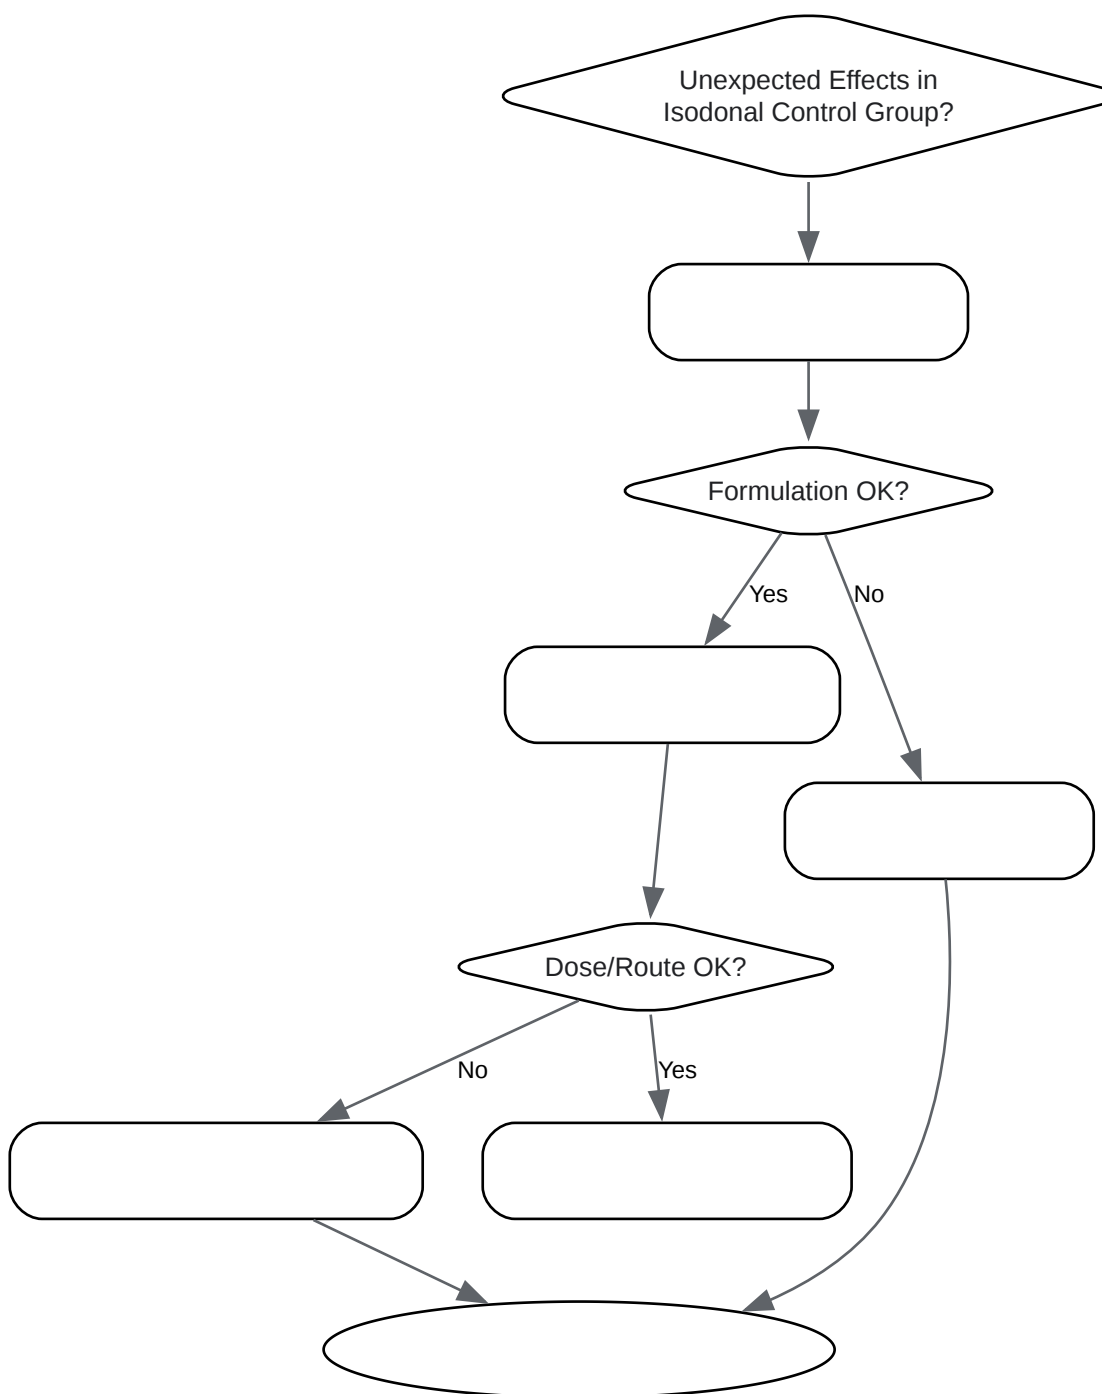 Unexpected Effects in
Isodonal Control Group?
Formulation OK?
Yes
No
Dose/Route OK?
No
Yes